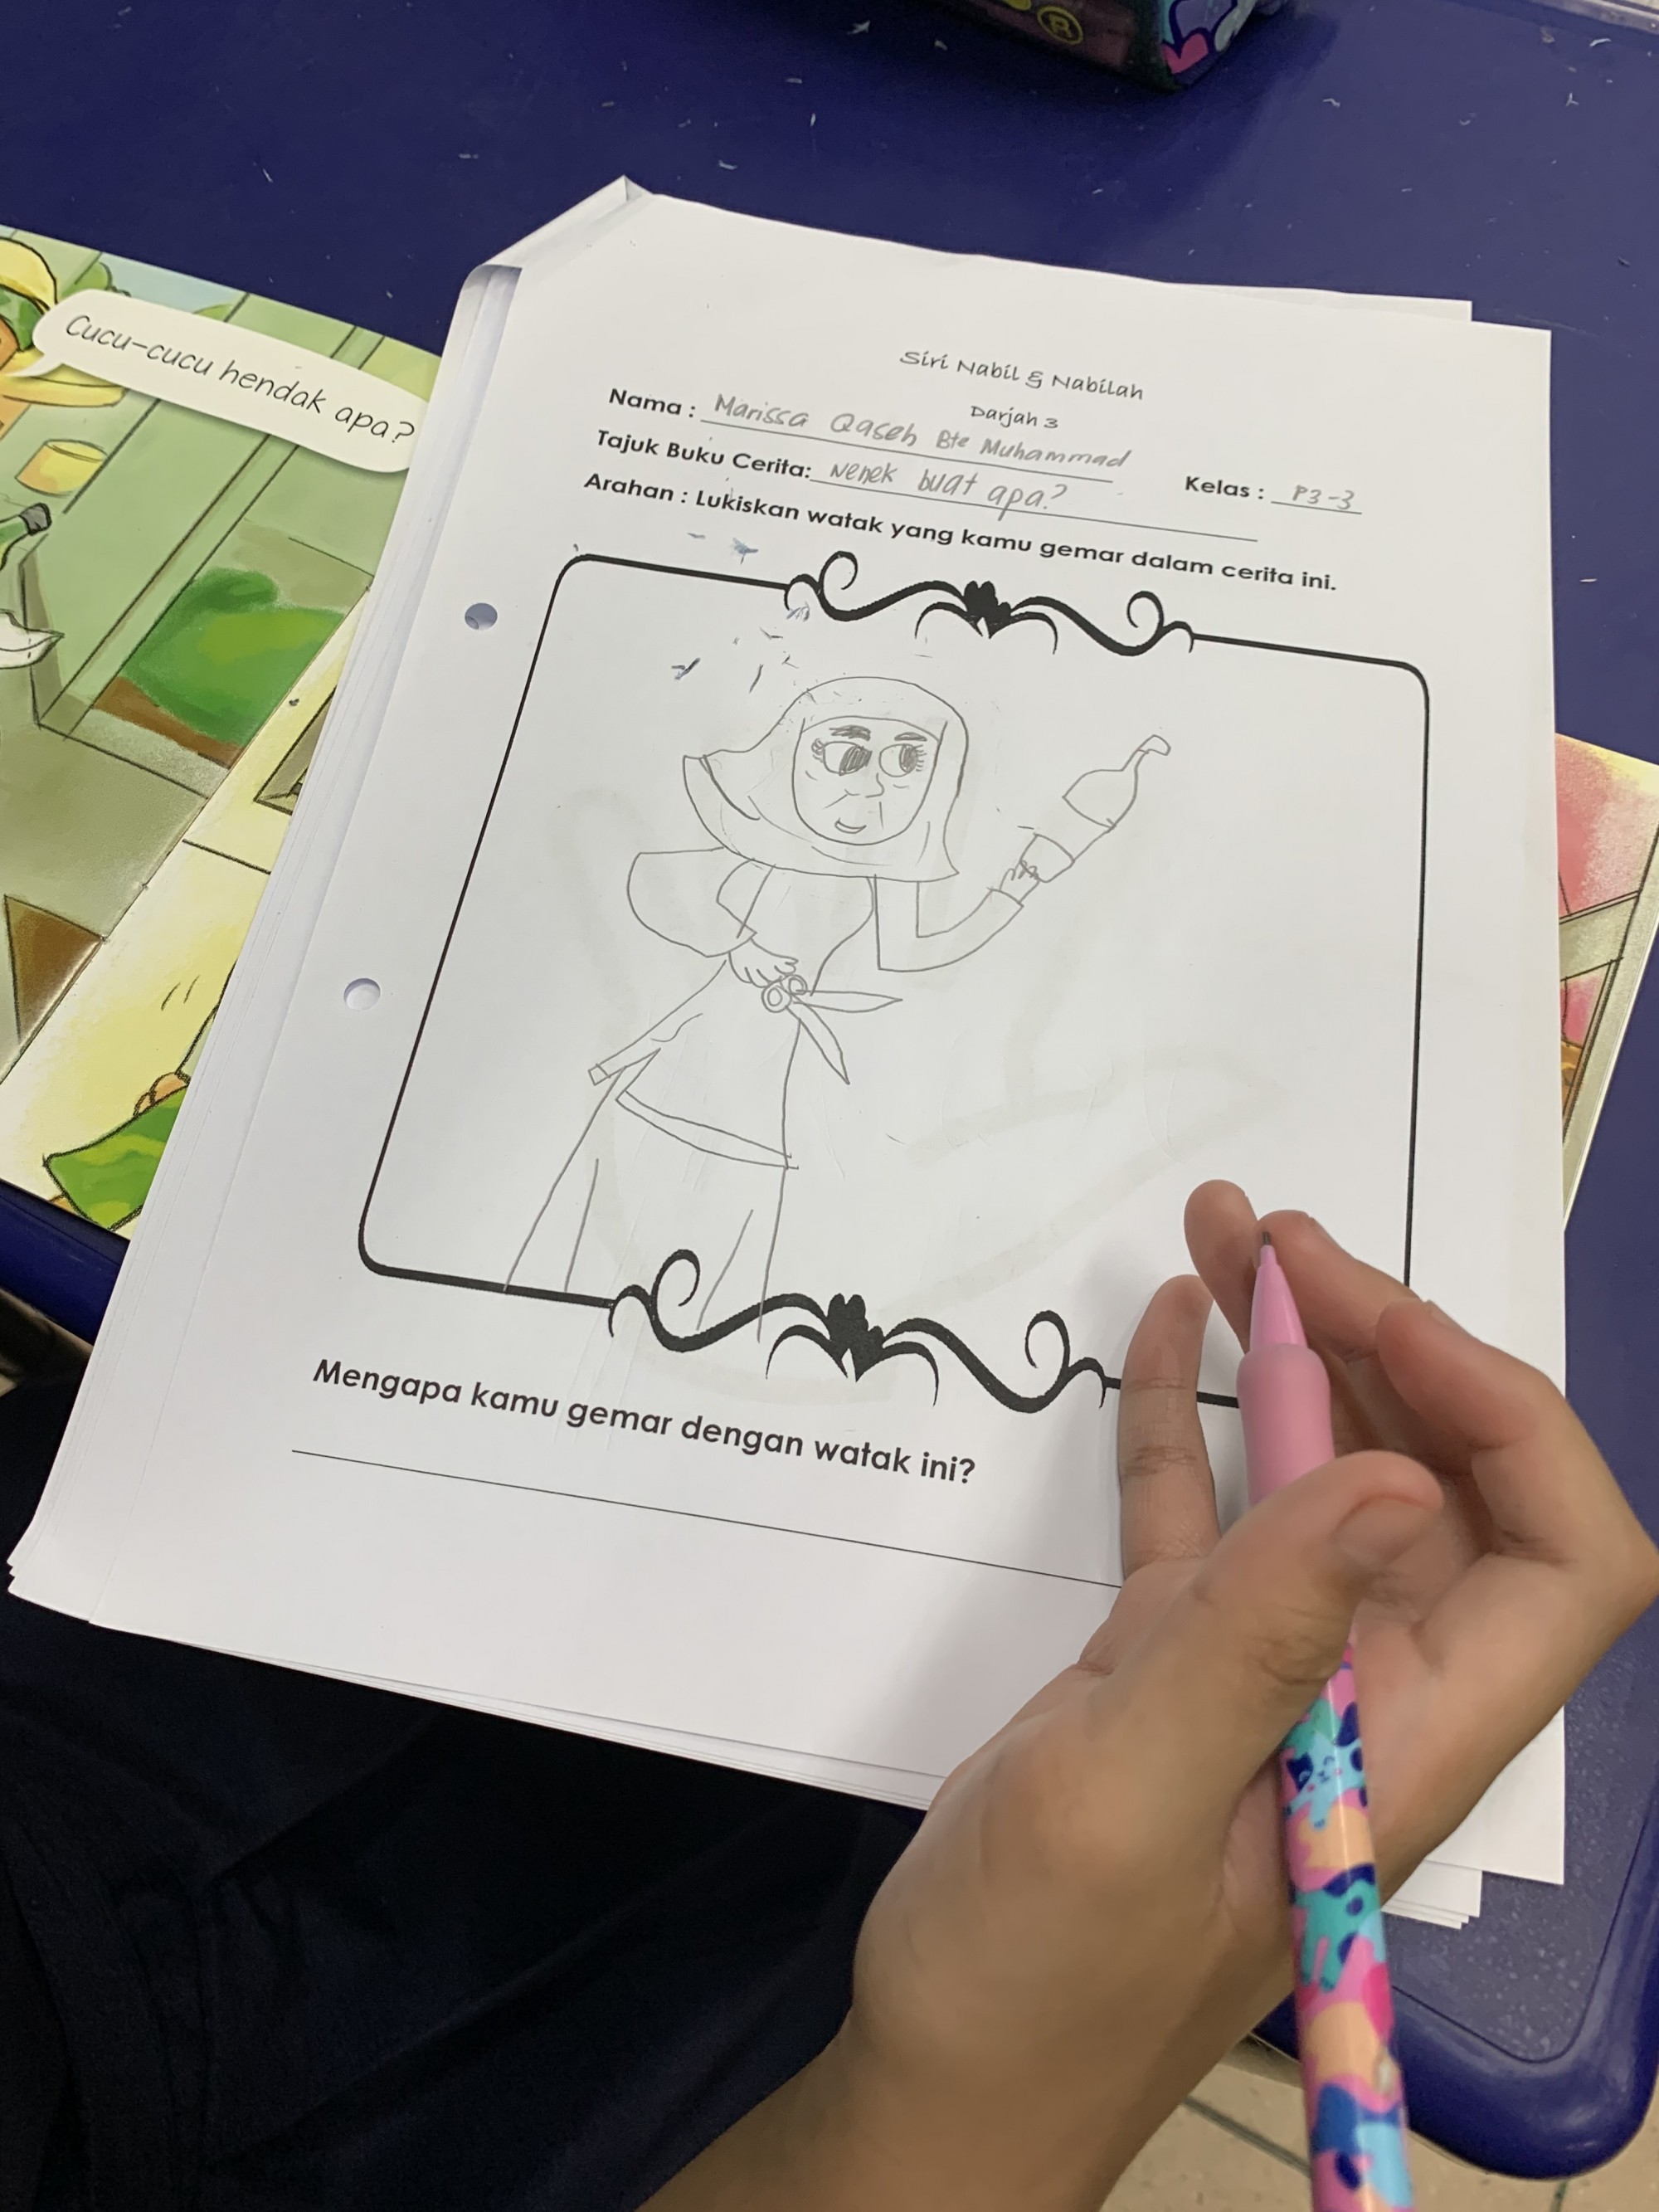 Cucu-cucu hendak apa?
Siri Nabil & Nabilah
Darjah 3
Nama : Marissa Qaseh Bte Muhammad
Tajuk Buku Cerita: Nenek buat apa? Kelas : P3-3
Arahan : Lukiskan watak yang kamu gemar dalam cerita ini.
Mengapa kamu gemar dengan watak ini?